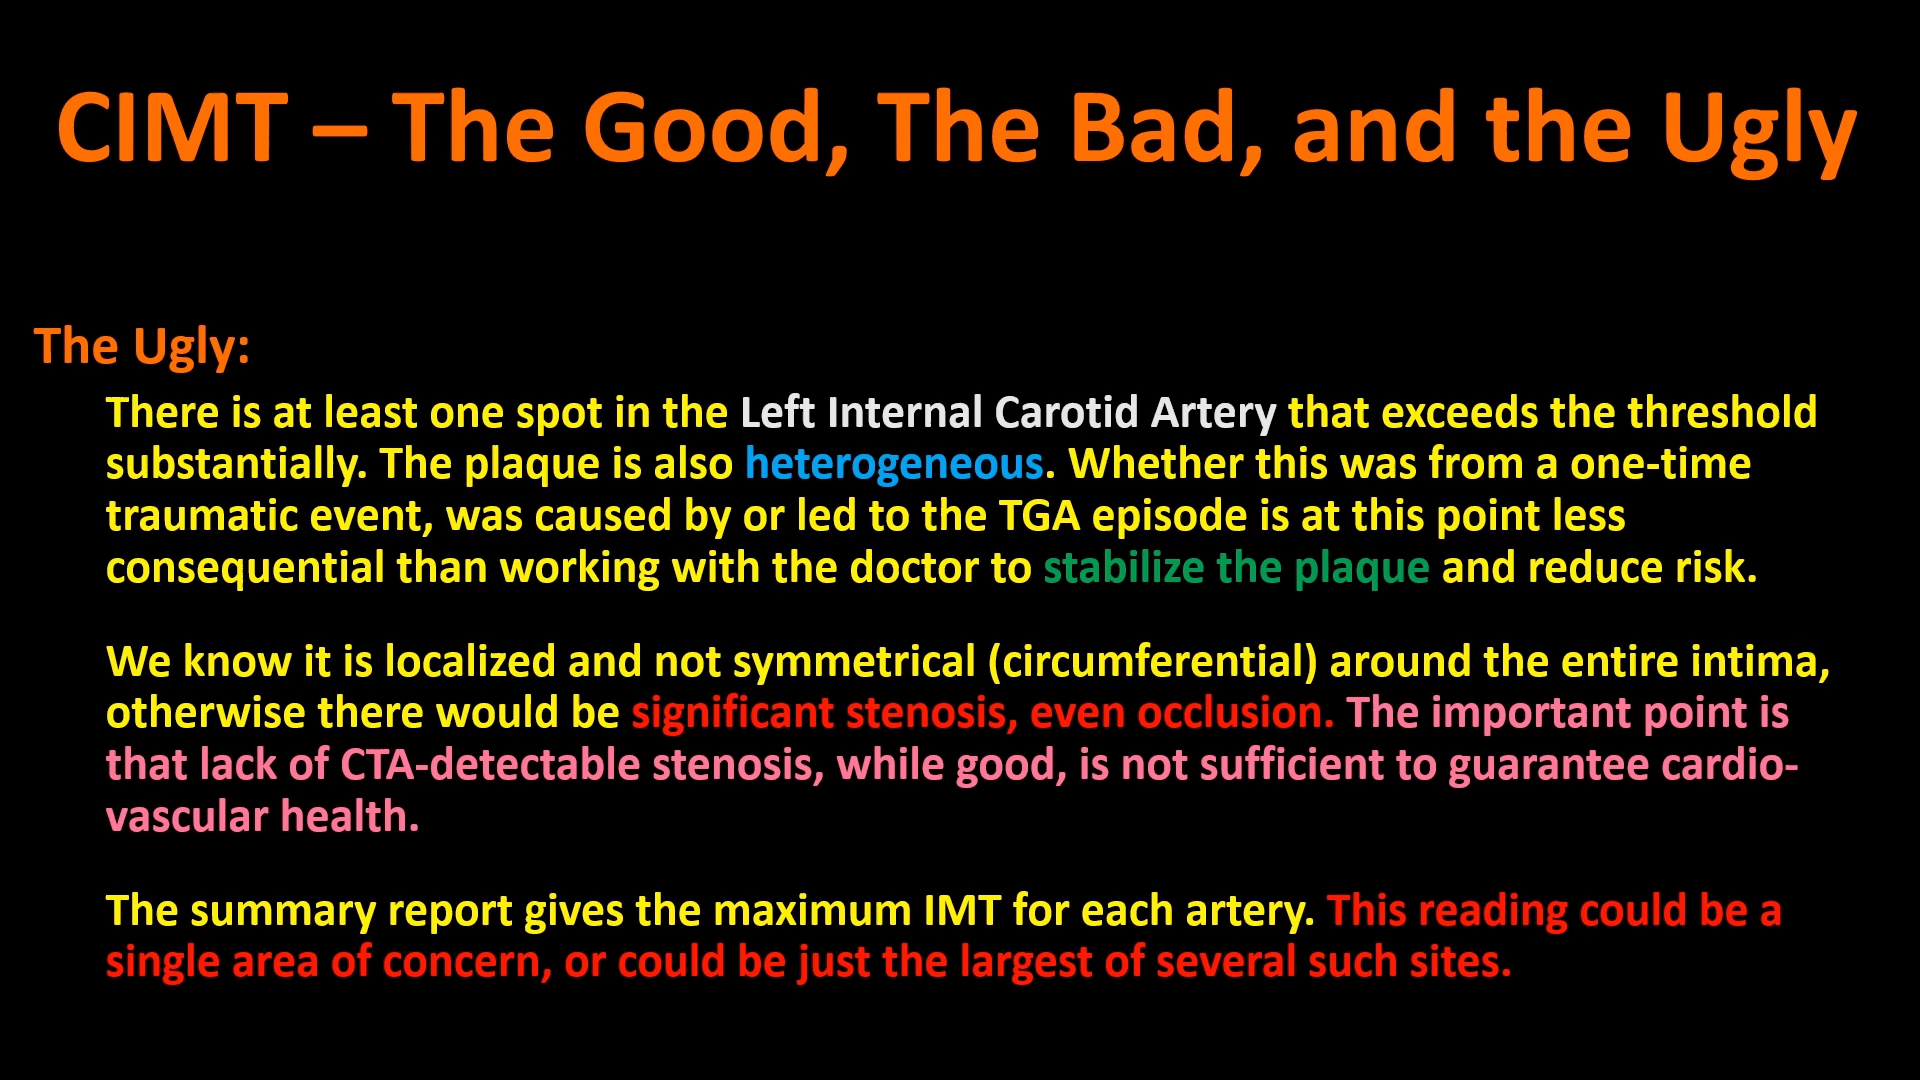 CIMT – The Good, The Bad, and the Ugly
The Ugly:
There is at least one spot in the Left Internal Carotid Artery that exceeds the threshold
substantially. The plaque is also heterogeneous. Whether this was from a one-time
traumatic event, was caused by or led to the TGA episode is at this point less
consequential than working with the doctor to stabilize the plaque and reduce risk.
We know it is localized and not symmetrical (circumferential) around the entire intima,
otherwise there would be significant stenosis, even occlusion. The important point is
that lack of CTA-detectable stenosis, while good, is not sufficient to guarantee cardio-
vascular health.
The summary report gives the maximum IMT for each artery. This reading could be a
single area of concern, or could be just the largest of several such sites.